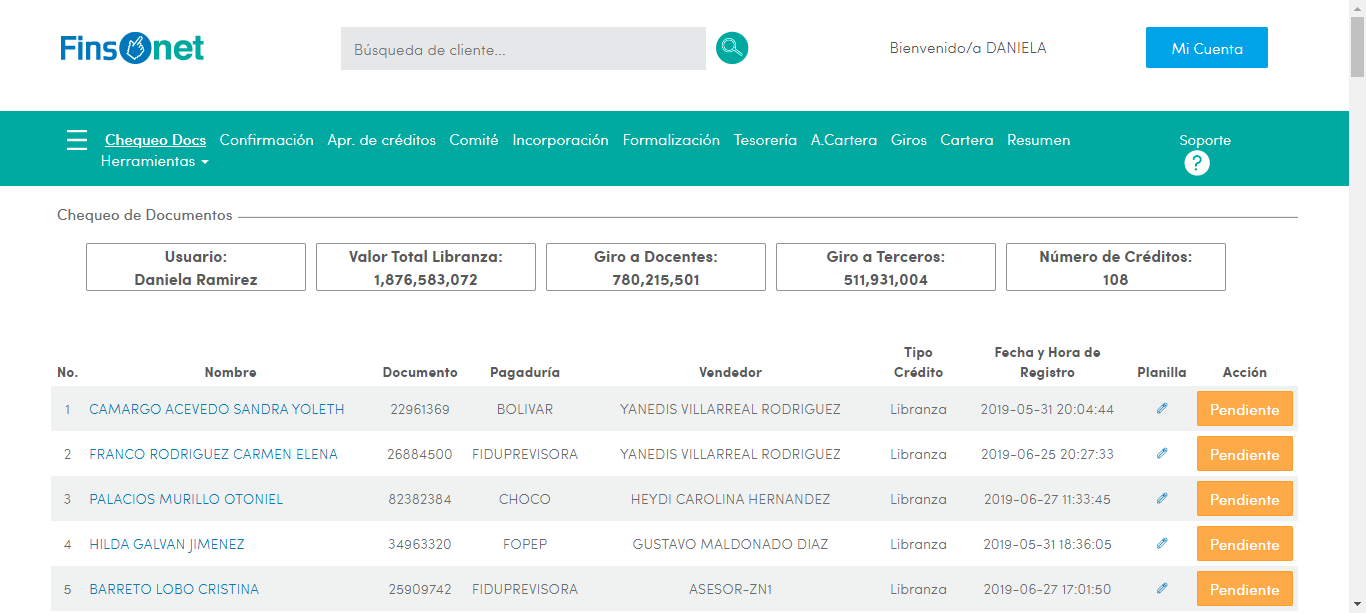 Finsonet
Búsqueda de cliente...
Bienvenido/a DANIELA
Mi Cuenta
Chequeo Docs Confirmación Apr. de créditos Comité Incorporación Formalización Tesorería A.Cartera Giros Cartera Resumen
Herramientas
Soporte
?
Chequeo de Documentos
Usuario:
Daniela Ramirez
Valor Total Libranza:
1,876,583,072
Giro a Docentes:
780,215,501
Giro a Terceros:
511,931,004
Número de Créditos:
108
No. Nombre Documento Pagaduría Vendedor Tipo Crédito Fecha y Hora de Registro Planilla Acción
1 CAMARGO ACEVEDO SANDRA YOLETH 22961369 BOLIVAR YANEDIS VILLARREAL RODRIGUEZ Libranza 2019-05-31 20:04:44 Pendiente
2 FRANCO RODRIGUEZ CARMEN ELENA 26884500 FIDUPREVISORA YANEDIS VILLARREAL RODRIGUEZ Libranza 2019-06-25 20:27:33 Pendiente
3 PALACIOS MURILLO OTONIEL 82382384 CHOCO HEYDI CAROLINA HERNANDEZ Libranza 2019-06-27 11:33:45 Pendiente
4 HILDA GALVAN JIMENEZ 34963320 FOPEP GUSTAVO MALDONADO DIAZ Libranza 2019-05-31 18:36:05 Pendiente
5 BARRETO LOBO CRISTINA 25909742 FIDUPREVISORA ASESOR-ZN1 Libranza 2019-06-27 17:01:50 Pendiente